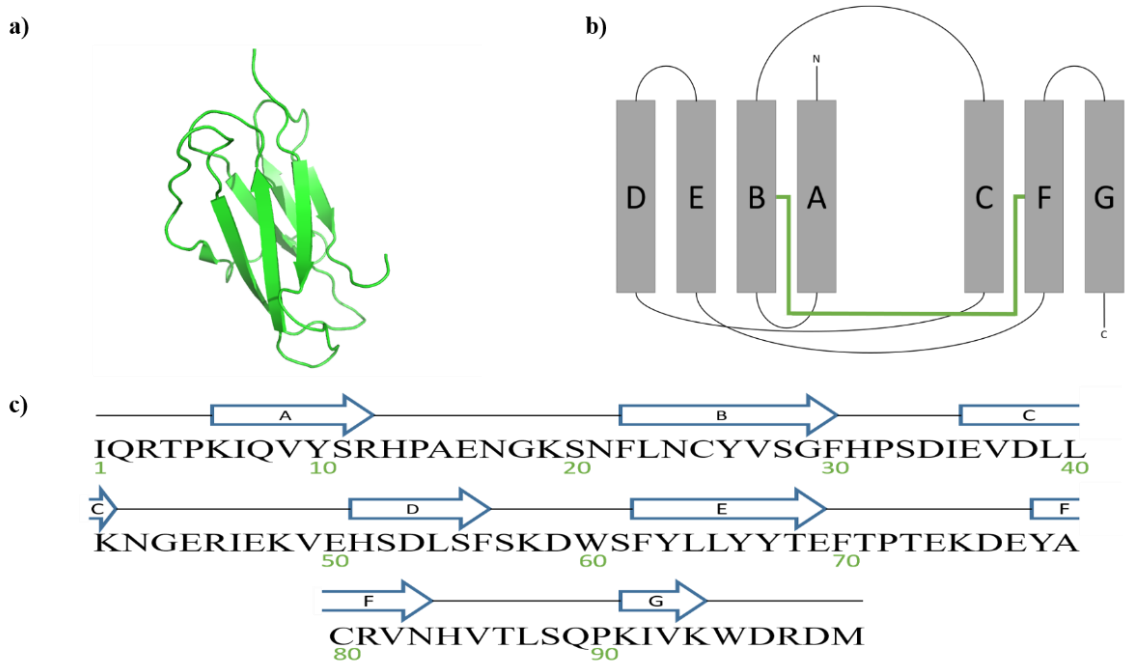 a)
b)
N
D E B A C F G
C
c)
A B C
IQRTPKIQVYSRHPAENGKSNFLNCYVSGFHPSDIEVDLL
1 10 20 30 40
C D E F
KNGERIEKVEHSDLSFSKDWSFYLLYYTEFTPTEKDEYA
50 60 70
F G
CRVNHVTLSQPKIVKWDRDM
80 90